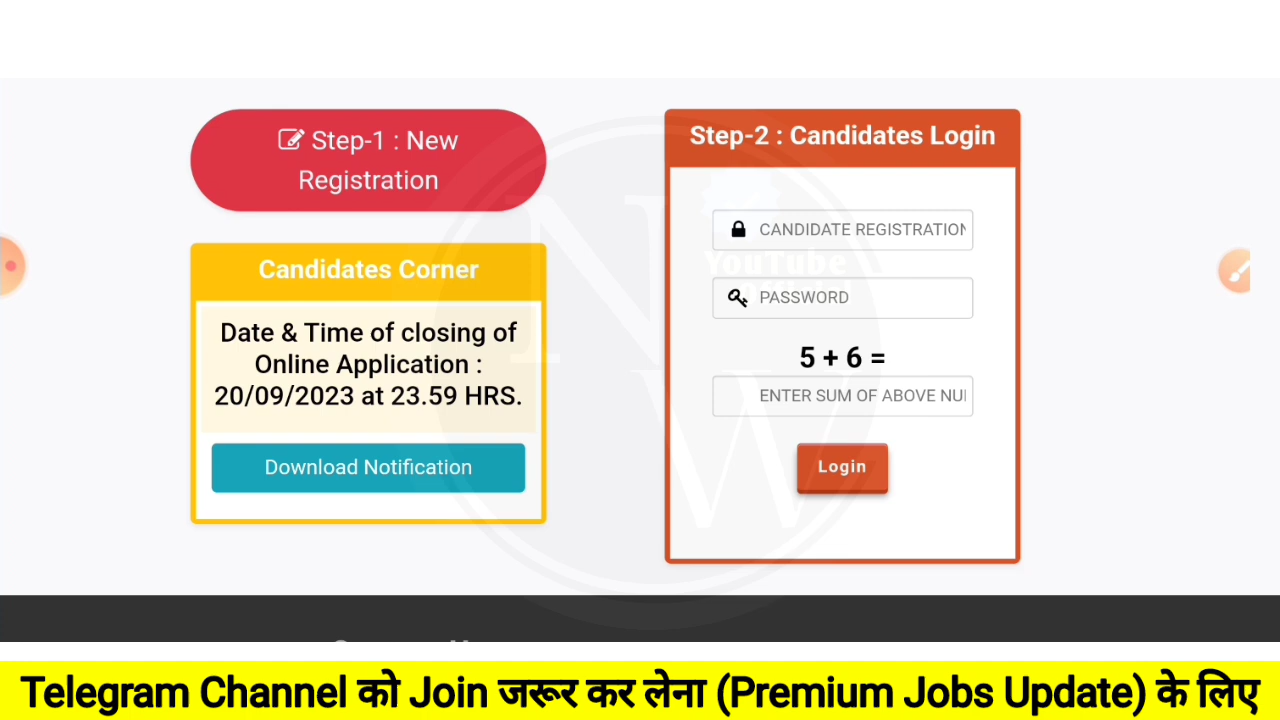 Step-1 : New
Registration
Candidates Corner
Date & Time of closing of
Online Application :
20/09/2023 at 23.59 HRS.
Download Notification
Step-2 : Candidates Login
CANDIDATE REGISTRATION
YouTube
PASSWORD
5 + 6 =
ENTER SUM OF ABOVE NU
Login
NW
Telegram Channel को Join जरूर कर लेना (Premium Jobs Update) के लिए